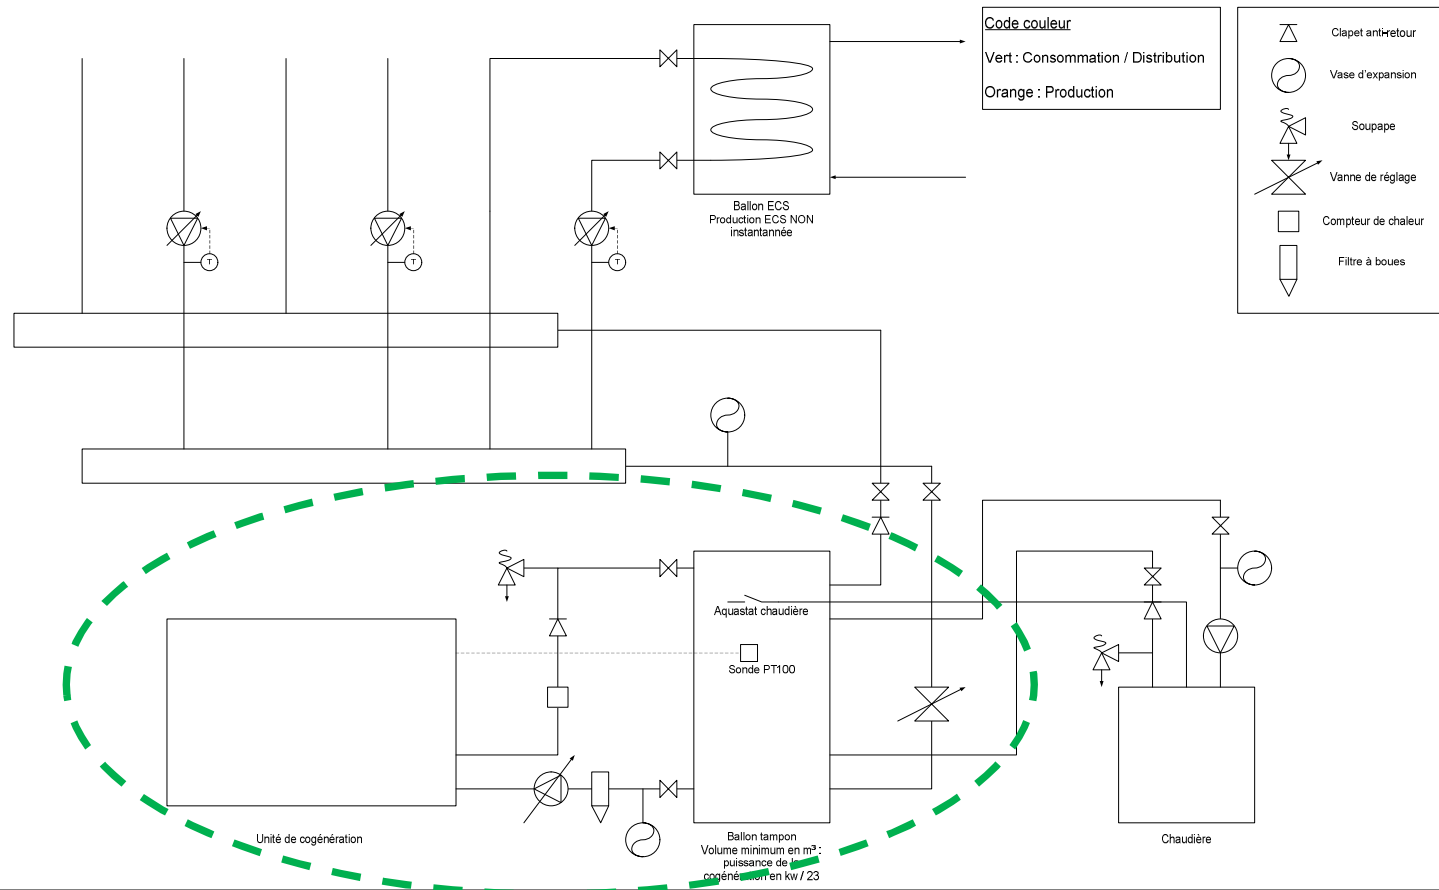 Code couleur
Vert : Consommation / Distribution
Orange : Production
Clapet anti-retour
Vase d'expansion
Soupape
Vanne de réglage
Compteur de chaleur
Filtre à boues
Ballon ECS
Production ECS NON
instantannée
T
T
T
Aquastat chaudière
Sonde PT100
Unité de cogénération
Ballon tampon
Volume minimum en m³ :
puissance de la
cogénération en kw / 23
Chaudière